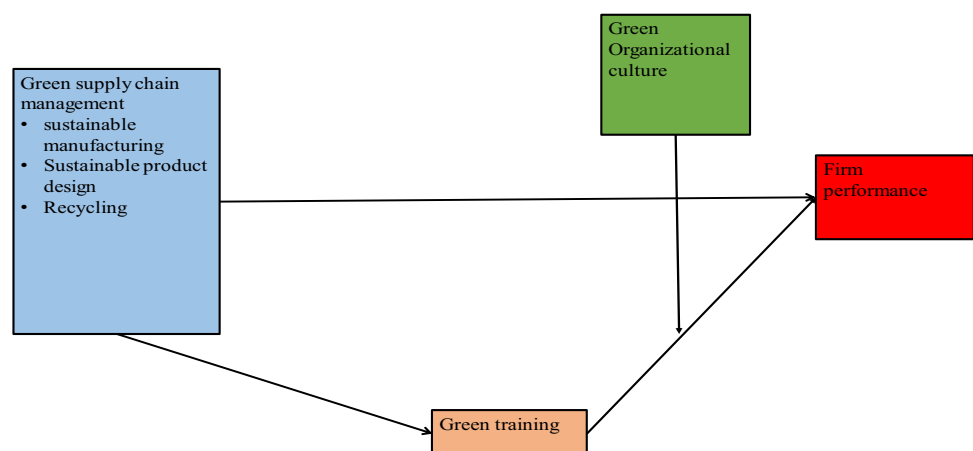 Green
Organizational
culture
Green supply chain
management
• sustainable
manufacturing
• Sustainable product
design
• Recycling
Firm
performance
Green training